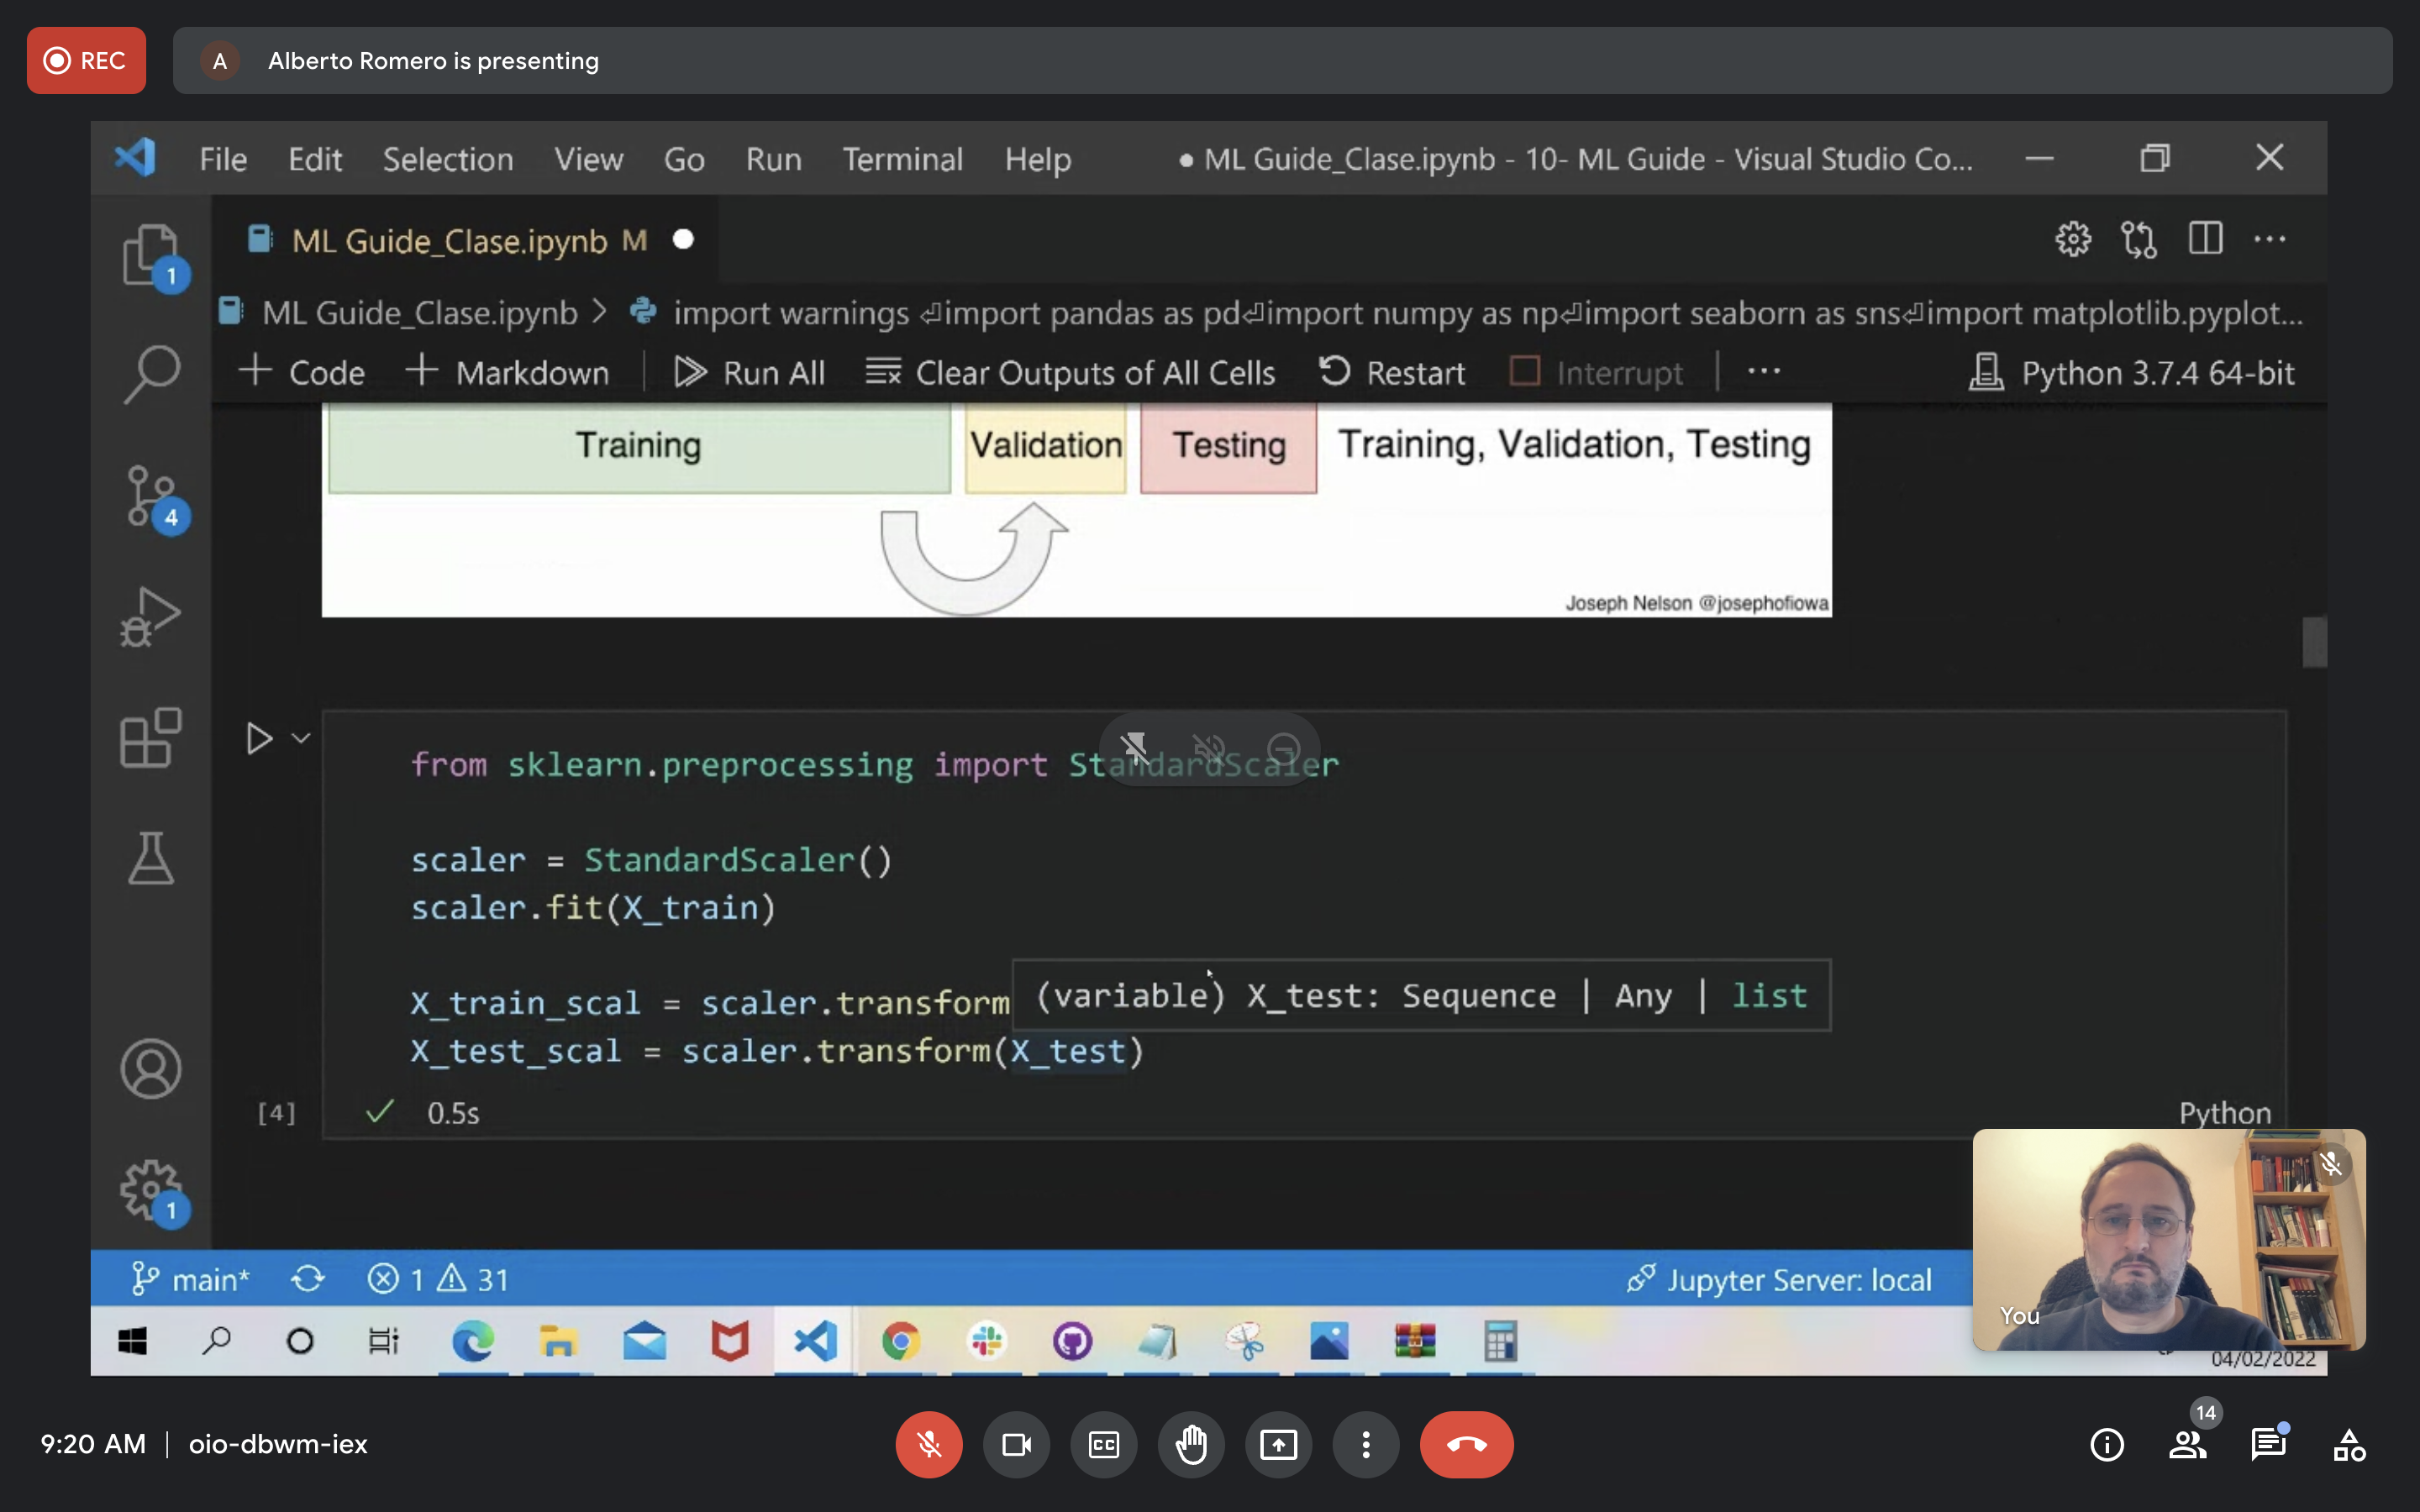 REC
A
Alberto Romero is presenting
File Edit Selection View Go Run Terminal Help
● ML Guide_Clase.ipynb - 10- ML Guide - Visual Studio Co...
ML Guide_Clase.ipynb M
ML Guide_Clase.ipynb > import warnings ⏎import pandas as pd⏎import numpy as np⏎import seaborn as sns⏎import matplotlib.pyplot...
+ Code + Markdown | Run All Clear Outputs of All Cells Restart Interrupt | ··· Python 3.7.4 64-bit
Training Validation Testing Training, Validation, Testing
Joseph Nelson @josephofiowa
from sklearn.preprocessing import StandardScaler
scaler = StandardScaler()
scaler.fit(X_train)
X_train_scal = scaler.transform
(variable) X_test: Sequence | Any | list
X_test_scal = scaler.transform(X_test)
[4] 0.5s Python
1
4
1
main* 1 31 Jupyter Server: local
You
04/02/2022
9:20 AM | oio-dbwm-iex
CC
14